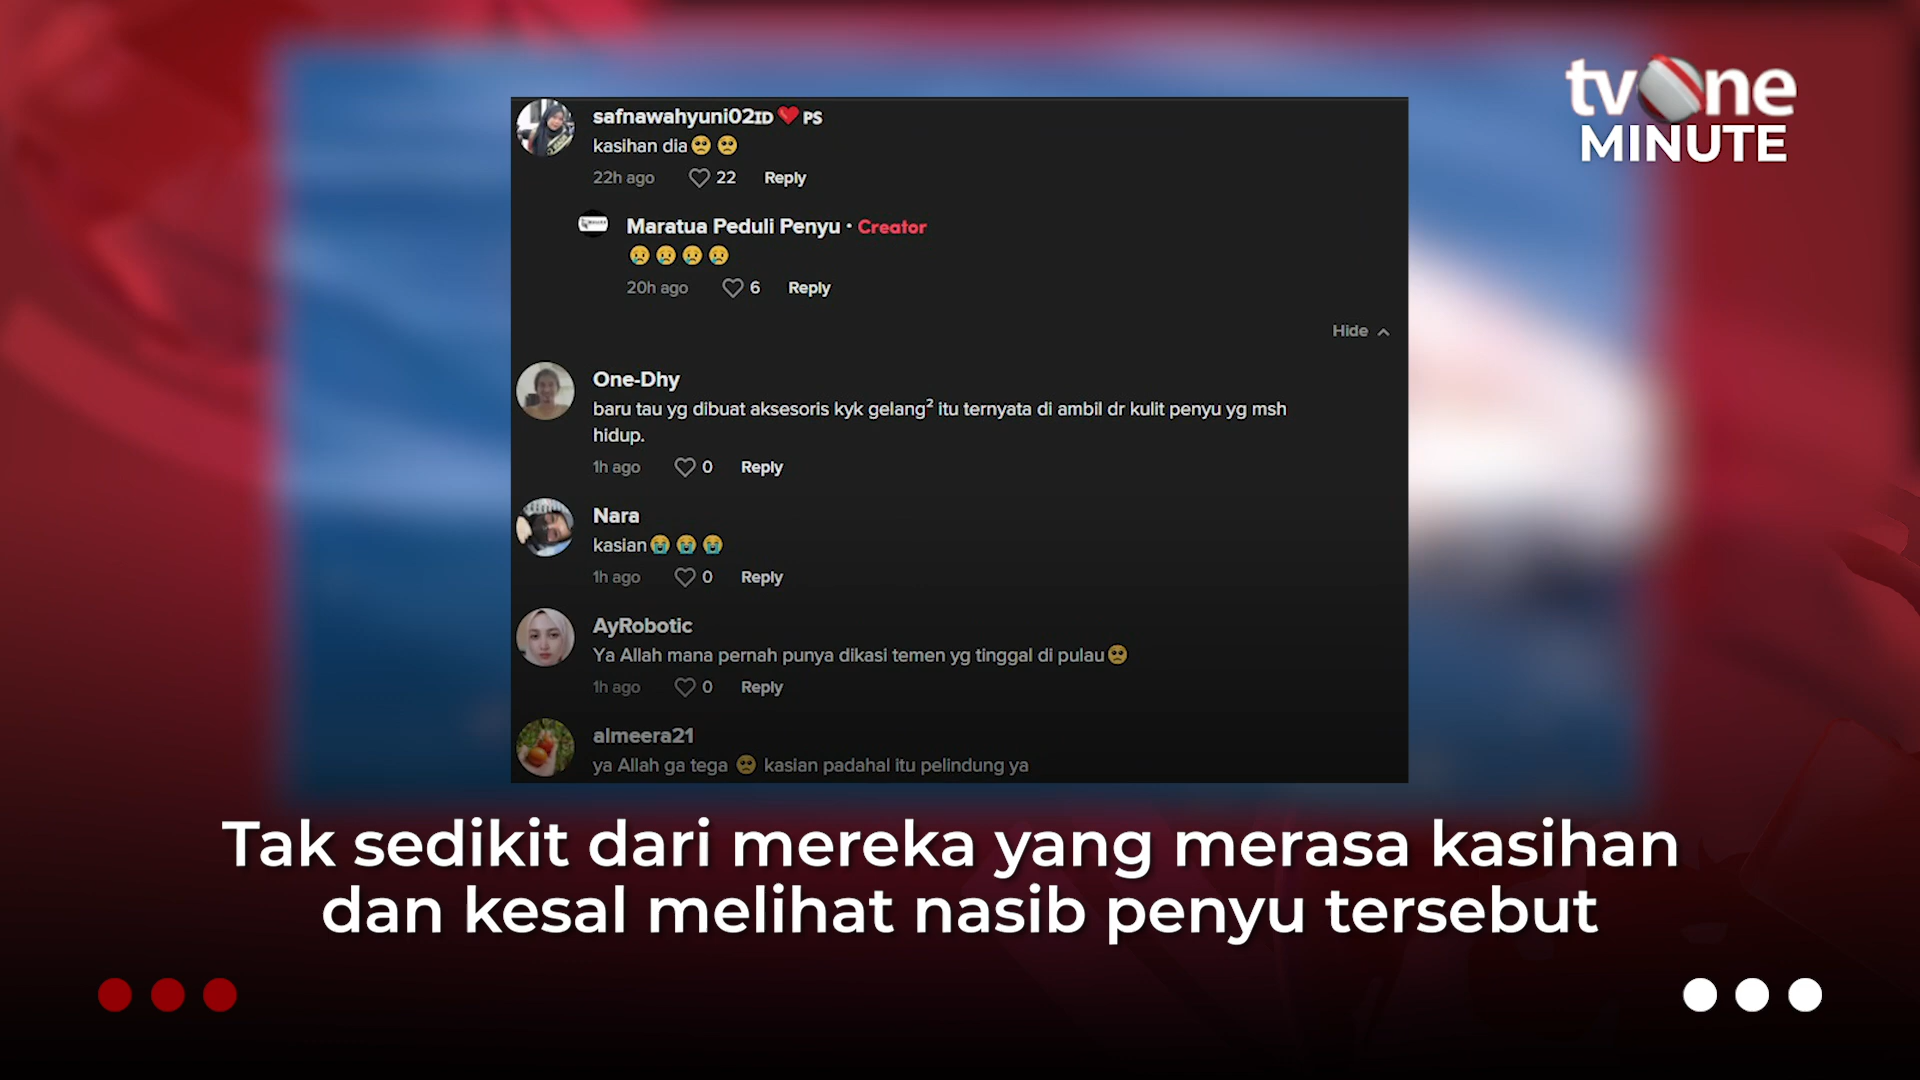 tvOne
MINUTE
safnawahyuni02ID❤️PS
kasihan dia🥺🥺
22h ago 22 Reply
Maratua Peduli Penyu · Creator
😢😢😢😢
20h ago 6 Reply
Hide
One-Dhy
baru tau yg dibuat aksesoris kyk gelang² itu ternyata di ambil dr kulit penyu yg msh
hidup.
1h ago 0 Reply
Nara
kasian😭😭😭
1h ago 0 Reply
AyRobotic
Ya Allah mana pernah punya dikasi temen yg tinggal di pulau🥺
1h ago 0 Reply
almeera21
ya Allah ga tega 🥺 kasian padahal itu pelindung ya
Tak sedikit dari mereka yang merasa kasihan
dan kesal melihat nasib penyu tersebut